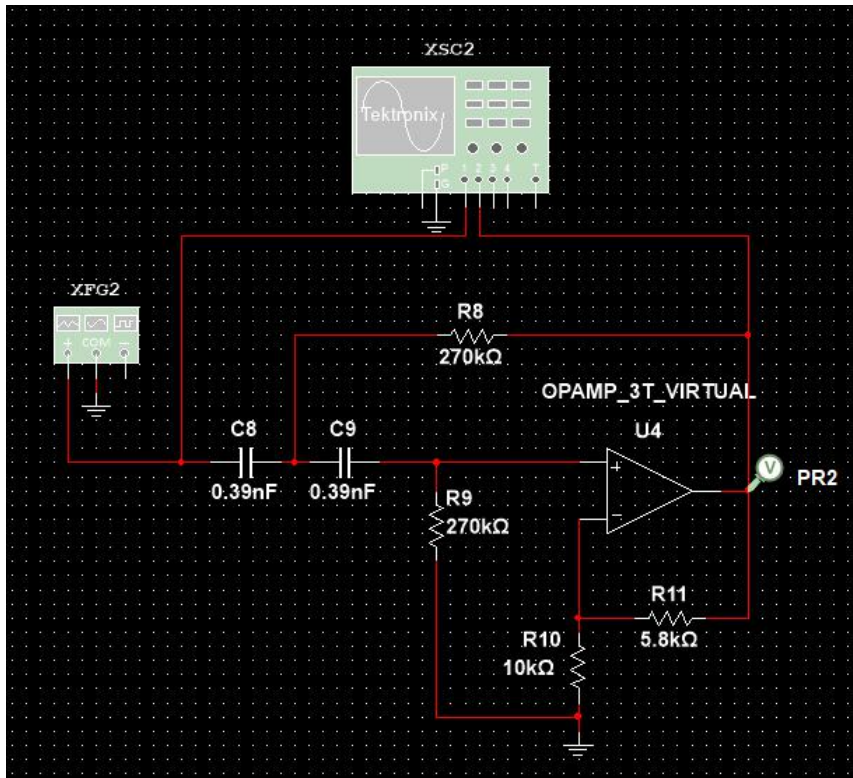 XSC2
Tektronix
P
G
1 2 3 4 T
XFG2
+ COM −
R8
270kΩ
OPAMP_3T_VIRTUAL
U4
C8
C9
0.39nF
0.39nF
+
−
V
PR2
R9
270kΩ
R11
5.8kΩ
R10
10kΩ